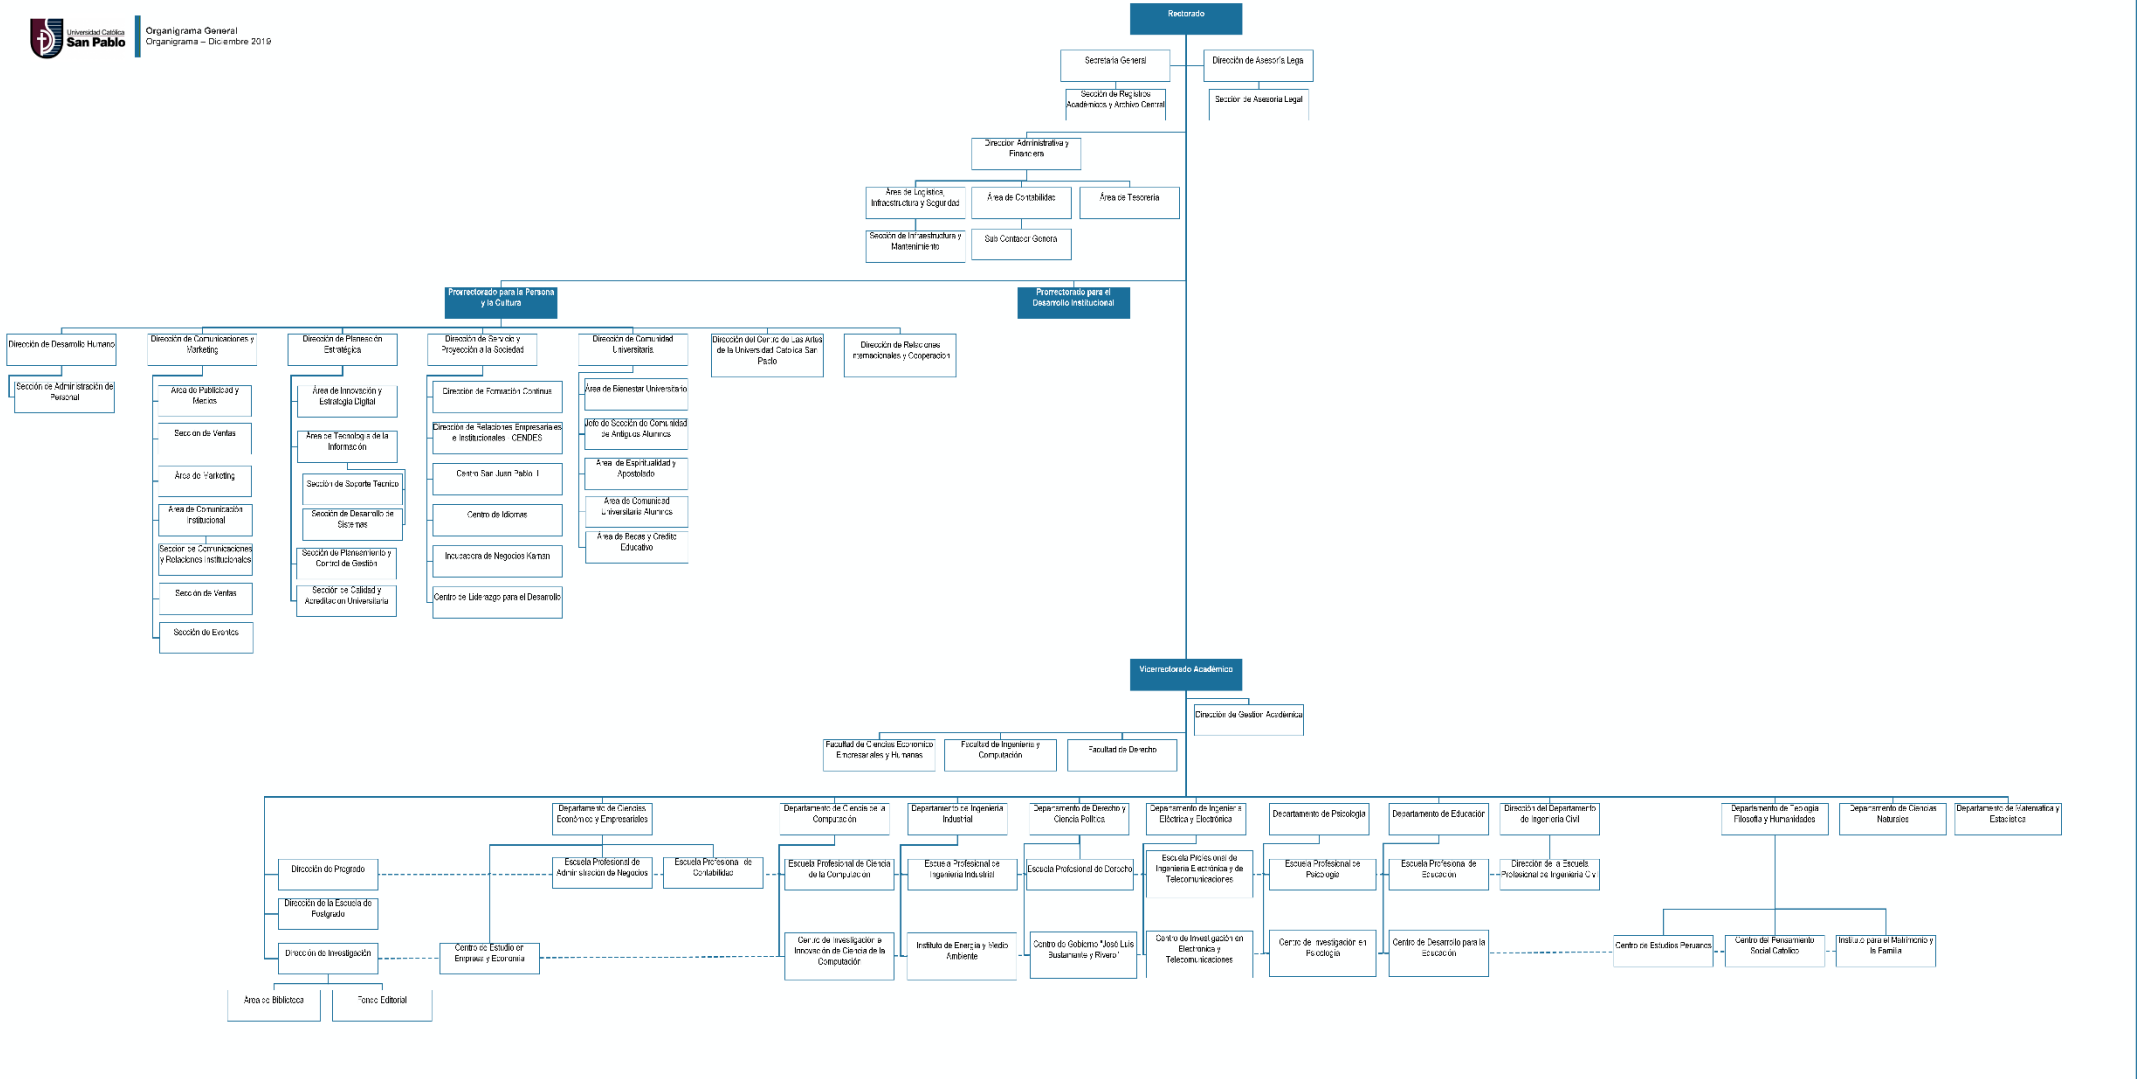 Rectorado
Universidad Católica
San Pablo
Organigrama General
Organigrama – Diciembre 2019
Secretaria General
Dirección de Asesoría Lega
Sección de Registros
Académicos y Archivo Central
Sección de Asesoría Legal
Dirección Administrativa y
Financiera
Área de Logística,
Infraestructura y Seguridad
Área de Contabilidad
Área de Tesorería
Sección de Infraestructura y
Mantenimiento
Sub Contador Genera
Prorrectorado para la Persona
y la Cultura
Prorrectorado para el
Desarrollo Institucional
Dirección de Desarrollo Humano
Dirección de Comunicaciones y
Marketing
Dirección de Planeación
Estratégica
Dirección de Servicio y
Proyección a la Sociedad
Dirección de Comunidad
Universitaria
Dirección del Centro de Las Artes
de la Universidad Católica San
Pablo
Dirección de Relaciones
nternacionales y Cooperación
Sección de Administración de
Personal
Área de Publicidad y
Medios
Sección de Ventas
Área de Marketing
Área de Comunicación
Institucional
Sección de Comunicaciones
y Relaciones Institucionales
Sección de Ventas
Sección de Eventos
Área de Innovación y
Estrategia Digital
Área de Tecnología de la
Información
Sección de Soporte Técnico
Sección de Desarrollo de
Sistemas
Sección de Planeamiento y
Control de Gestión
Sección de Calidad y
Acreditación Universitaria
Dirección de Formación Continua
Dirección de Relaciones Empresariales
e Institucionales CENDES
Centro San Juan Pablo II
Centro de Idiomas
Incubadora de Negocios Kaman
Centro de Liderazgo para el Desarrollo
Área de Bienestar Universitario
Jefe de Sección de Comunidad
de Antiguos Alumnos
Área de Espiritualidad y
Apostolado
Área de Comunidad
Universitaria Alumnos
Área de Becas y Crédito
Educativo
Vicerrectorado Académico
Dirección de Gestión Académica
Facultad de Ciencias Económico
Empresariales y Humanas
Facultad de Ingeniería y
Computación
Facultad de Derecho
Departamento de Ciencias
Económico y Empresariales
Departamento de Ciencia de la
Computación
Departamento de Ingeniería
Industrial
Departamento de Derecho y
Ciencia Política
Departamento de Ingeniería
Eléctrica y Electrónica
Departamento de Psicología
Departamento de Educación
Dirección del Departamento
de Ingeniería Civil
Departamento de Teología
Filosofía y Humanidades
Departamento de Ciencias
Naturales
Departamento de Matemática y
Estadística
Dirección de Pregrado
Escuela Profesional de
Administración de Negocios
Escuela Profesional de
Contabilidad
Escuela Profesional de Ciencia
de la Computación
Escuela Profesional de
Ingeniería Industrial
Escuela Profesional de Derecho
Escuela Profesional de
Ingeniería Electrónica y de
Telecomunicaciones
Escuela Profesional de
Psicología
Escuela Profesional de
Educación
Dirección de la Escuela
Profesional de Ingeniería Civil
Dirección de la Escuela de
Postgrado
Dirección de Investigación
Centro de Estudio en
Empresa y Economía
Centro de Investigación e
Innovación de Ciencia de la
Computación
Instituto de Energía y Medio
Ambiente
Centro de Gobierno "José Luis
Bustamante y Rivero"
Centro de Investigación en
Electrónica y
Telecomunicaciones
Centro de Investigación en
Psicología
Centro de Desarrollo para la
Educación
Centro de Estudios Peruanos
Centro del Pensamiento
Social Católico
Instituto para el Matrimonio y
la Familia
Área de Biblioteca
Fondo Editorial